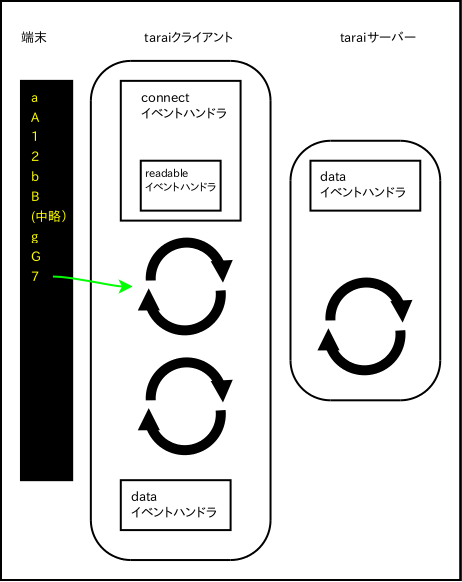 端末
taraiクライアント
taraiサーバー
a
A
1
2
b
B
(中略)
g
G
7
connect
イベントハンドラ
readable
イベントハンドラ
data
イベントハンドラ
data
イベントハンドラ